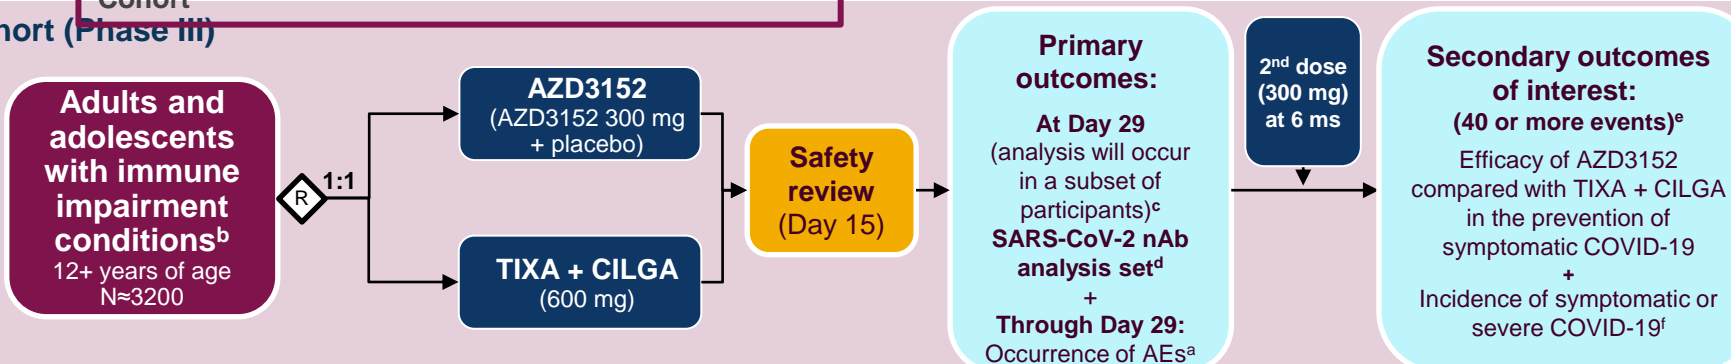 Cohort
hort (Phase III)
Adults and
adolescents
with immune
impairment
conditionsᵇ
12+ years of age
N≈3200
R
1:1
AZD3152
(AZD3152 300 mg
+ placebo)
TIXA + CILGA
(600 mg)
Safety
review
(Day 15)
Primary
outcomes:
At Day 29
(analysis will occur
in a subset of
participants)ᶜ
SARS-CoV-2 nAb
analysis setᵈ
+
Through Day 29:
Occurrence of AEsᵃ
2ⁿᵈ dose
(300 mg)
at 6 ms
Secondary outcomes
of interest:
(40 or more events)ᵉ
Efficacy of AZD3152
compared with TIXA + CILGA
in the prevention of
symptomatic COVID-19
+
Incidence of symptomatic or
severe COVID-19ᶠ